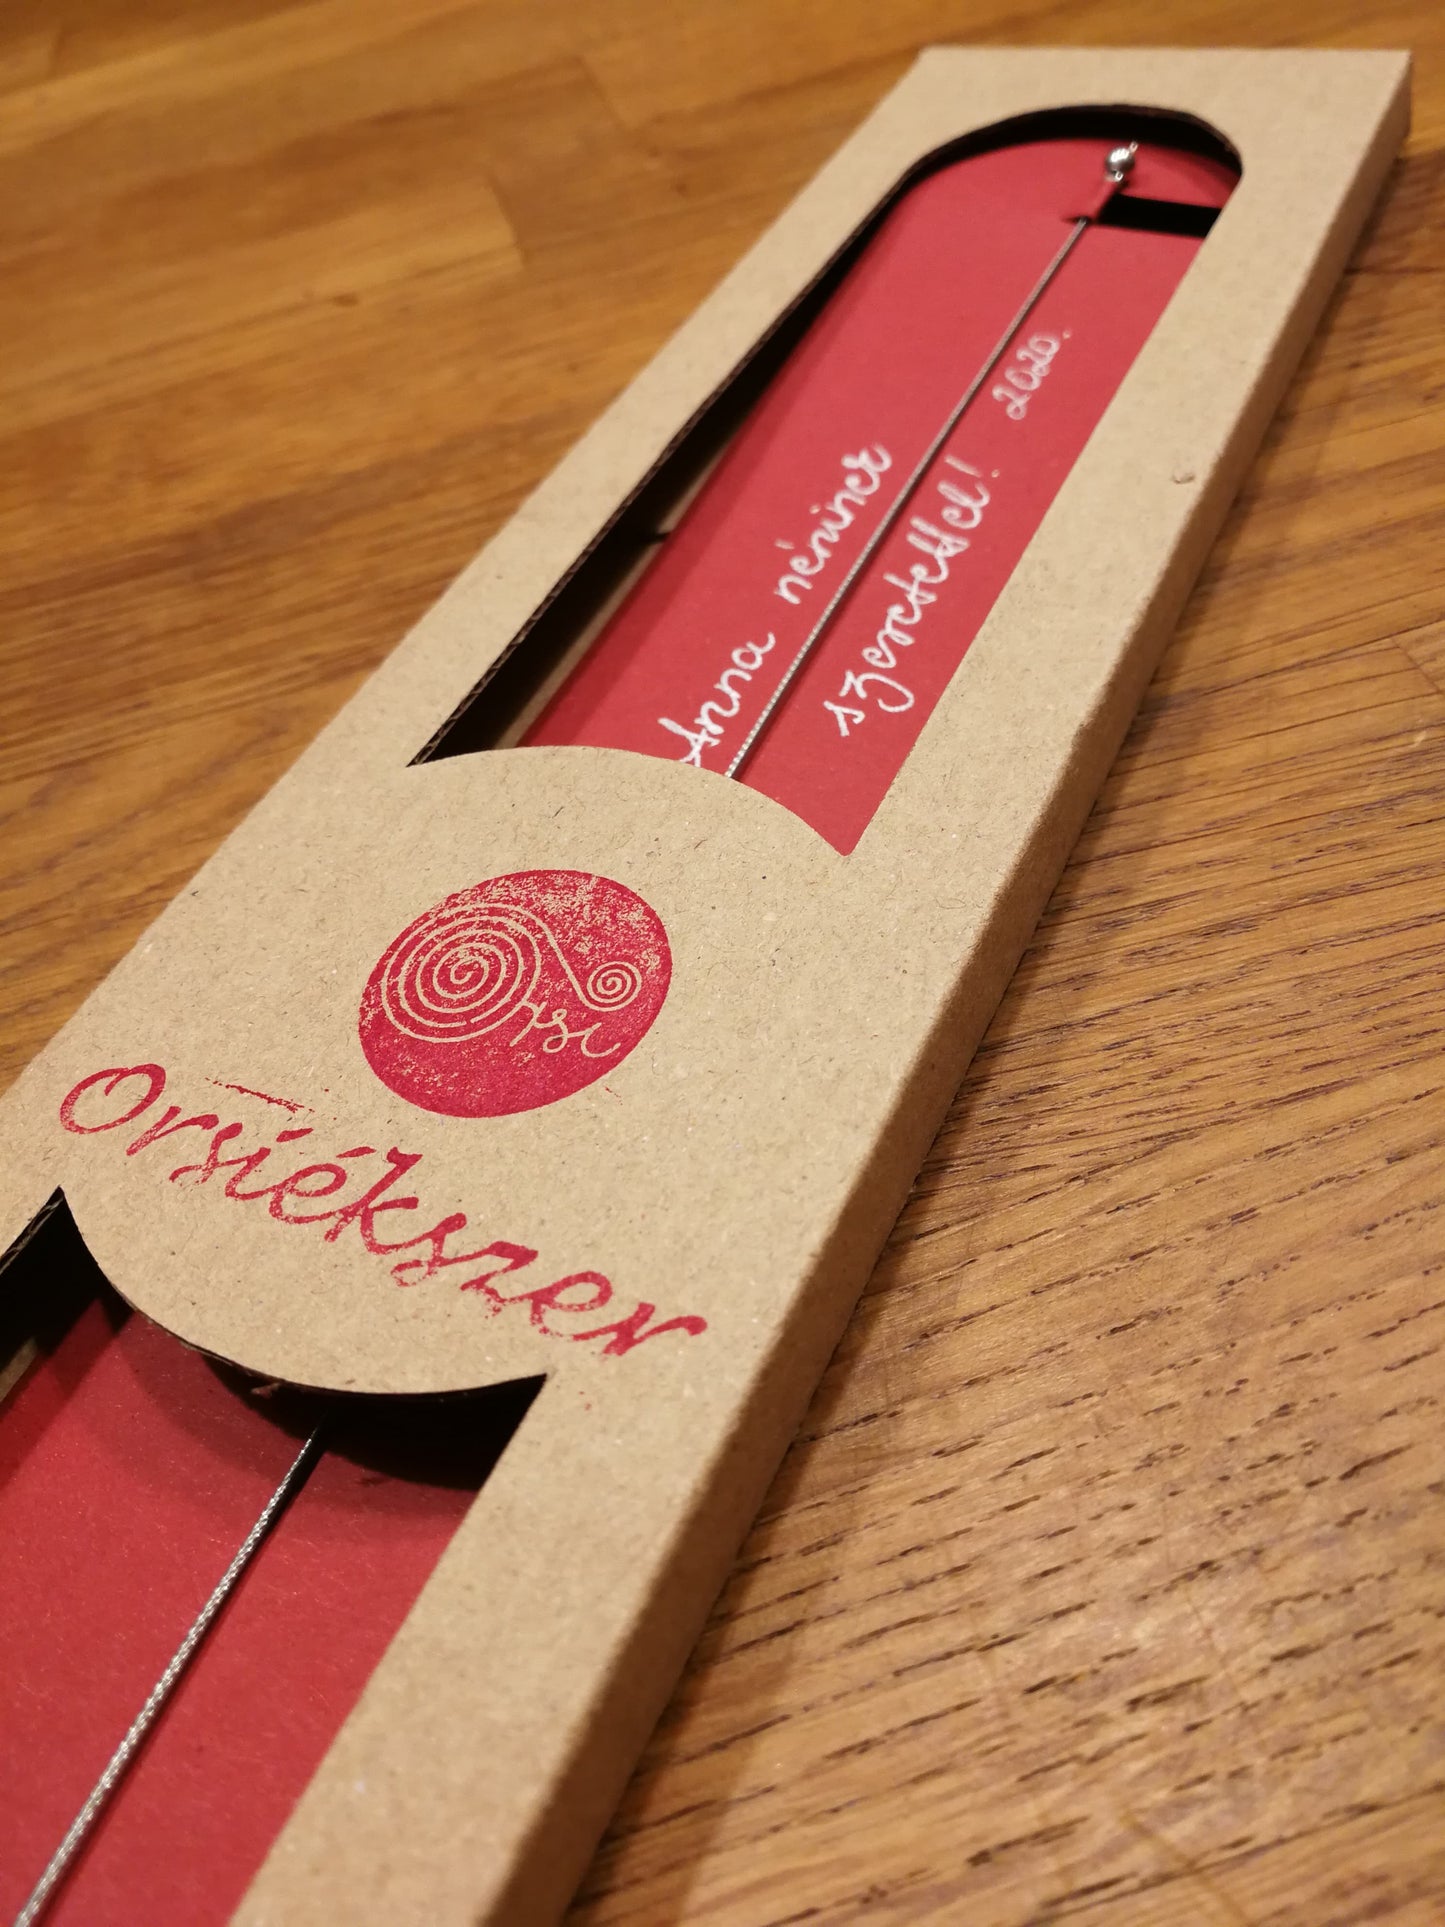 Anna néninek
szeretettel! 2020.
Orsi
Orsiékszer